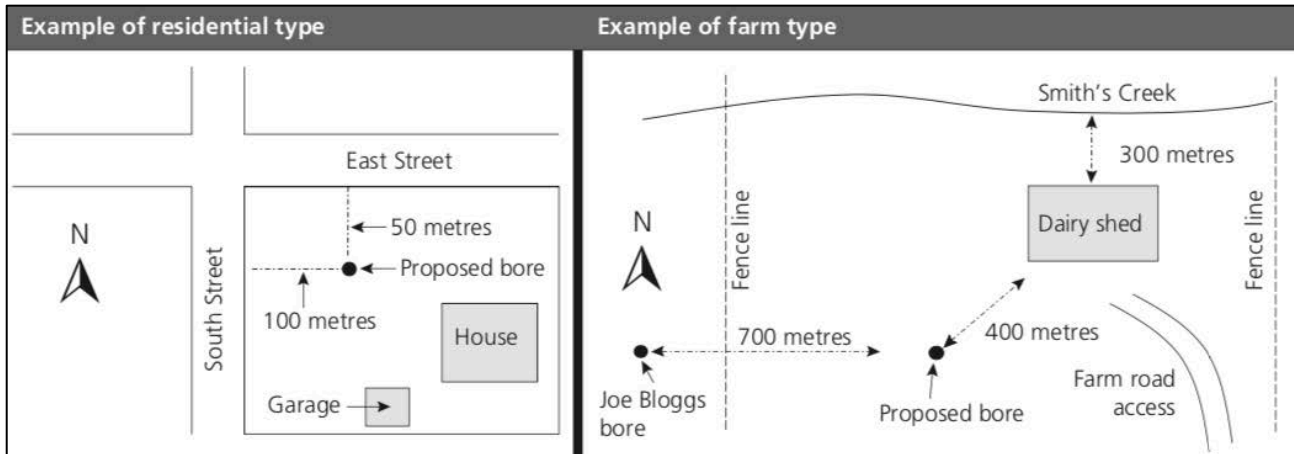 Example of residential type
East Street
N
50 metres
Proposed bore
100 metres
South Street
House
Garage
Example of farm type
Smith's Creek
300 metres
Fence line
Dairy shed
Fence line
N
700 metres
400 metres
Joe Bloggs
bore
Proposed bore
Farm road
access